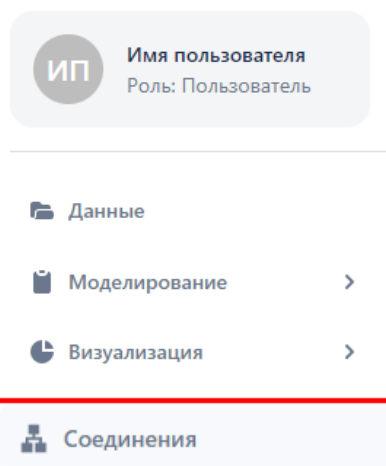 ИП
Имя пользователя
Роль: Пользователь
Данные
Моделирование
Визуализация
Соединения